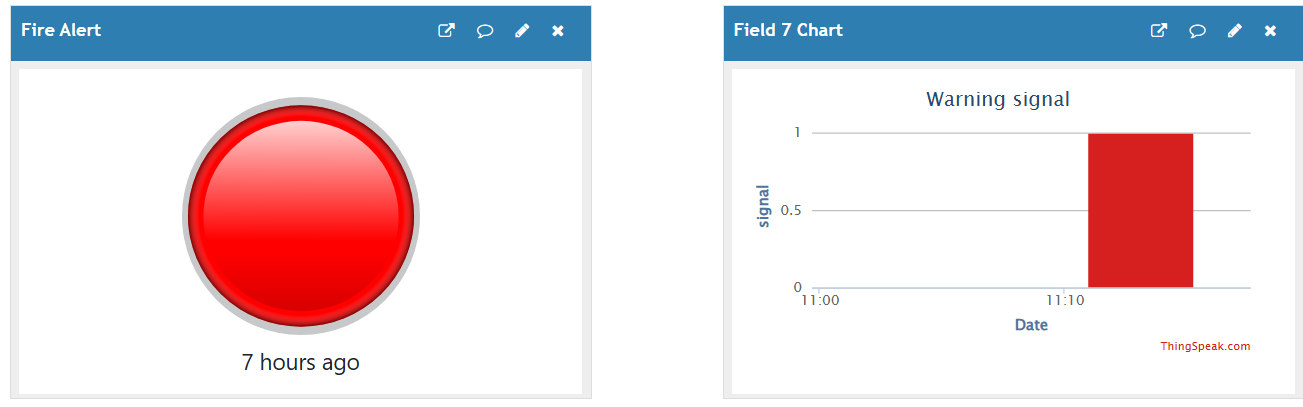 Fire Alert
7 hours ago
Field 7 Chart
Warning signal
signal
1
0.5
0
11:00
11:10
Date
ThingSpeak.com